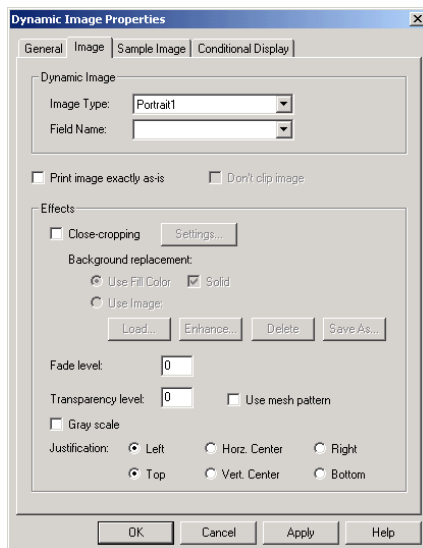 Dynamic Image Properties
General Image Sample Image Conditional Display
Dynamic Image
Image Type: Portrait1
Field Name:
Print image exactly as-is Don't clip image
Effects
Close-cropping Settings...
Background replacement:
Use Fill Color Solid
Use Image:
Load... Enhance... Delete Save As...
Fade level: 0
Transparency level: 0 Use mesh pattern
Gray scale
Justification: Left Horz. Center Right
Top Vert. Center Bottom
OK Cancel Apply Help